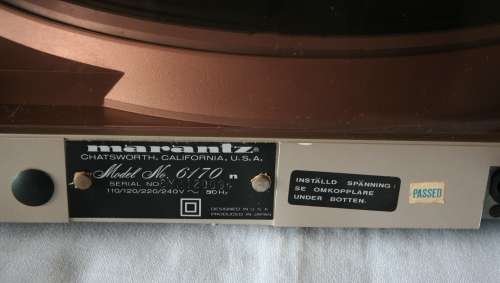 marantz®
CHATSWORTH, CALIFORNIA, U.S.A.
Model No. 6170 n
SERIAL NO.
110/120/220/240V ~ 50Hz
DESIGNED IN U.S.A.
PRODUCED IN JAPAN
INSTÄLLD SPÄNNING:
SE OMKOPPLARE
UNDER BOTTEN.
PASSED